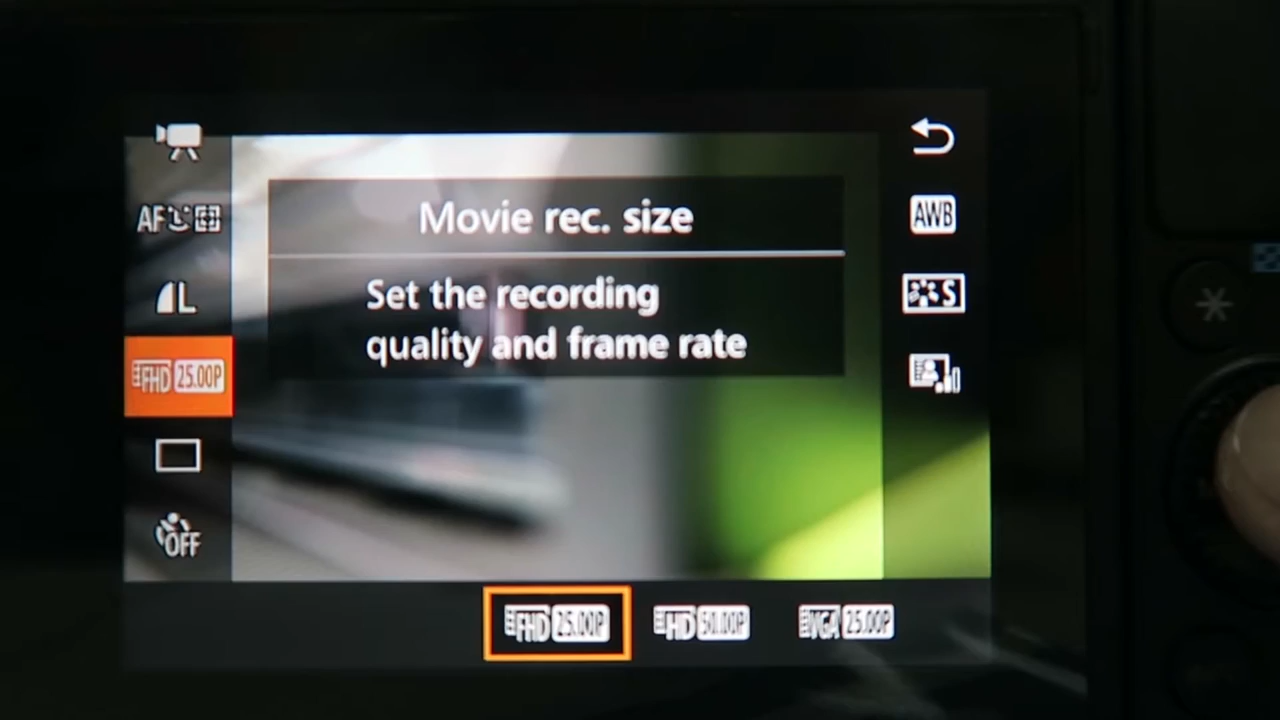 Movie rec. size
AF
AWB
L
S
Set the recording
quality and frame rate
FHD 25.00P
OFF
FHD 25.00P HD 50.00P VGA 25.00P